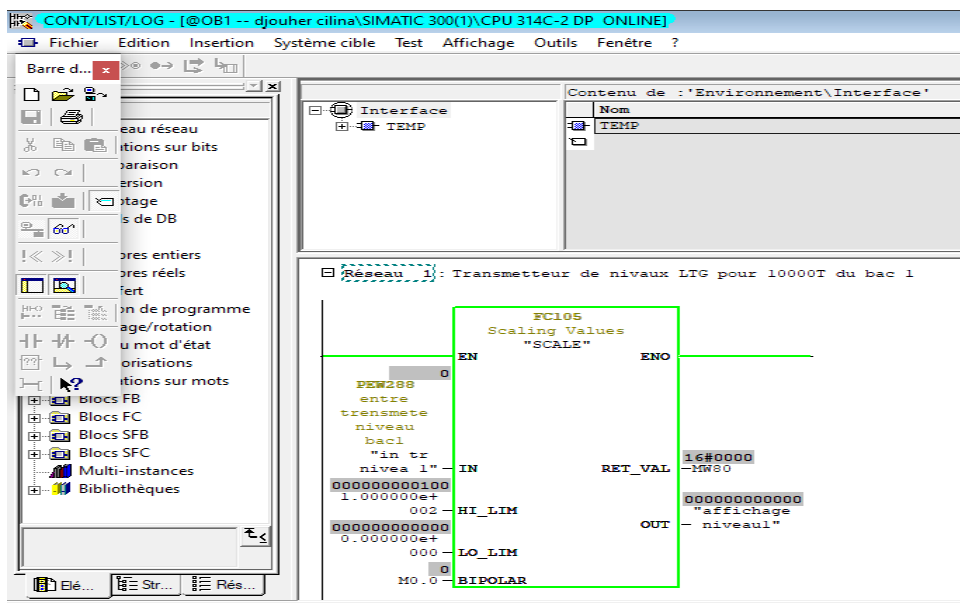 CONT/LIST/LOG - [@OB1 -- djouher cilina\SIMATIC 300(1)\CPU 314C-2 DP ONLINE]
Fichier Edition Insertion Système cible Test Affichage Outils Fenêtre ?
Barre d... x
eau réseau
tions sur bits
paraison
ersion
ptage
ls de DB
ores entiers
ores réels
fert
on de programme
age/rotation
u mot d'état
orisations
tions sur mots
Blocs FB
Blocs FC
Blocs SFB
Blocs SFC
Multi-instances
Bibliothèques
Elé...
Str...
Rés...
Interface
TEMP
Contenu de :'Environnement\Interface'
Nom
TEMP
Réseau 1: Transmetteur de nivaux LTG pour 10000T du bac 1
FC105
Scaling Values
"SCALE"
EN ENO
0
PEW288
entre
trensmete
niveau
bac1
"in tr
nivea 1" IN
RET_VAL
16#0000
MW80
000000000100
1.000000e+
002 HI_LIM
OUT
000000000000
"affichage
niveau1"
000000000000
0.000000e+
000 LO_LIM
0
M0.0 BIPOLAR